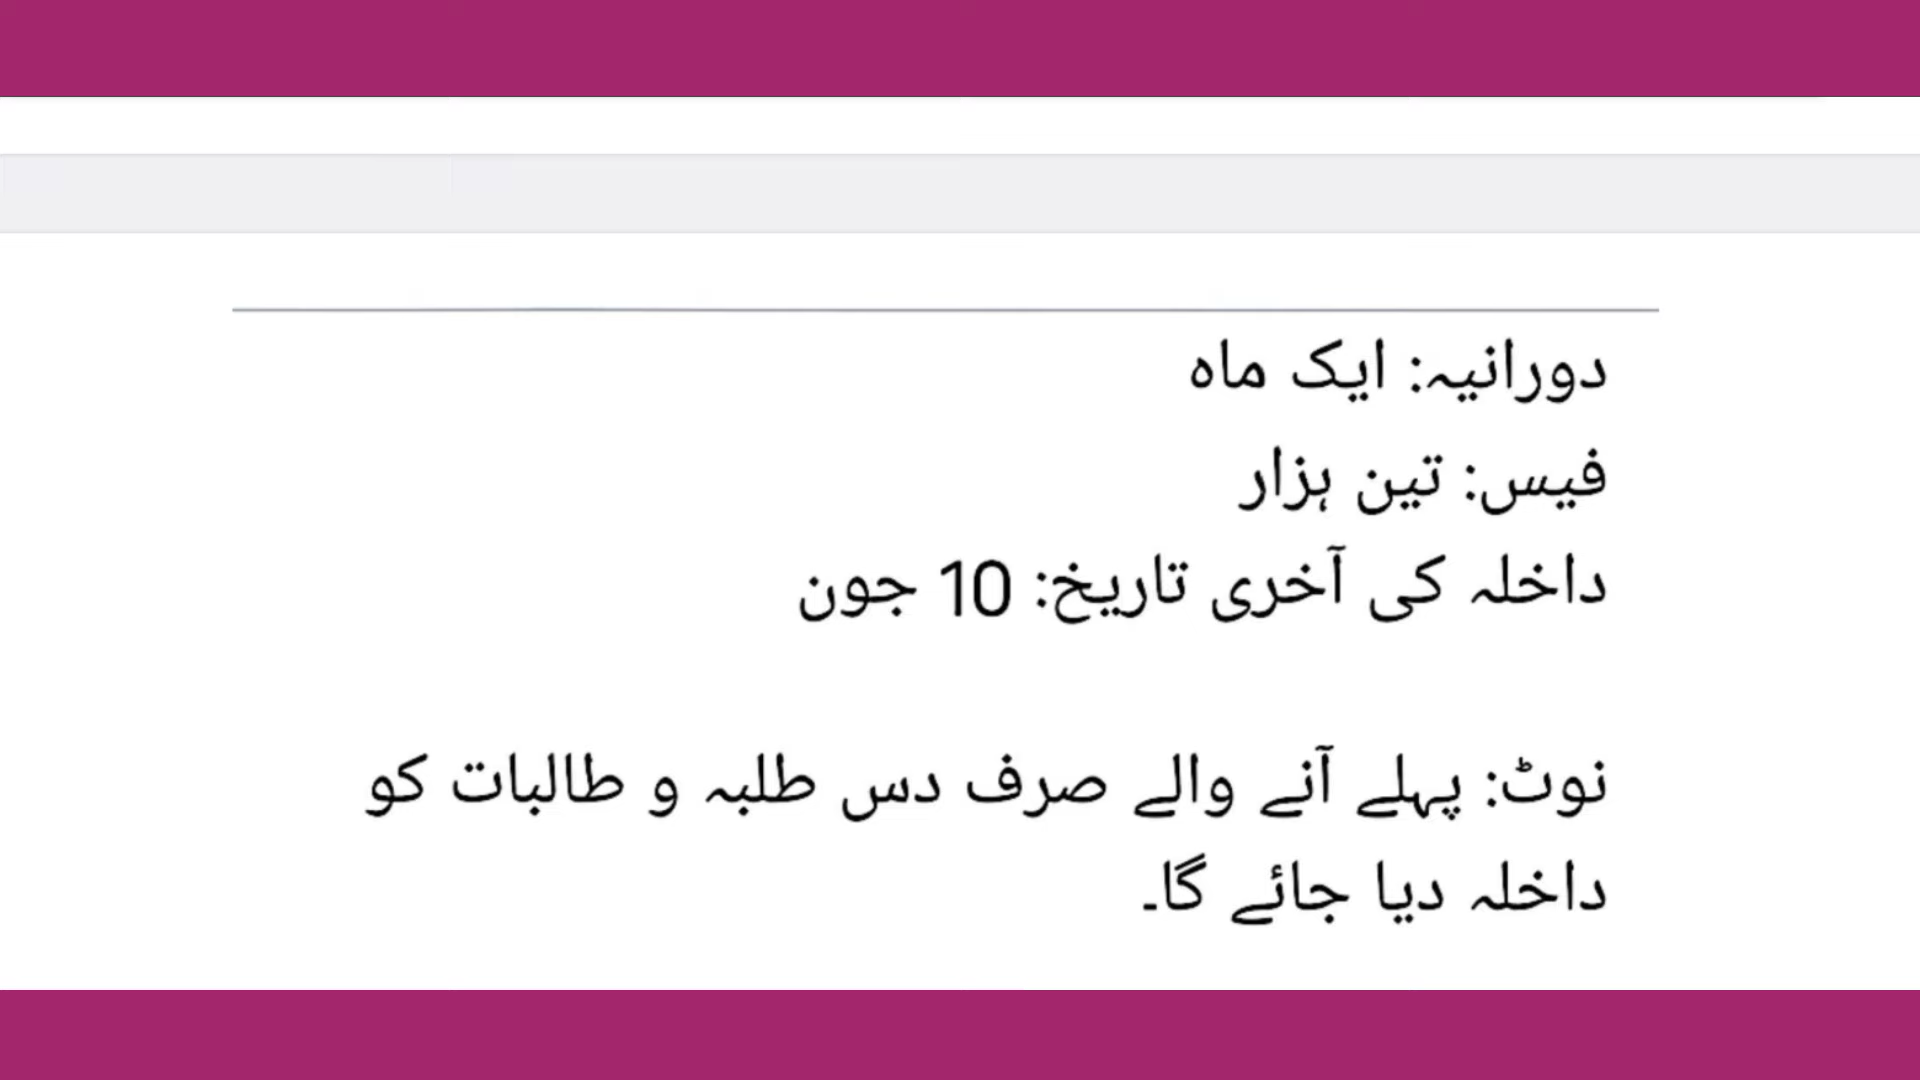 دورانیہ: ایک ماہ
فیس: تین ہزار
داخلہ کی آخری تاریخ: 10 جون
نوٹ: پہلے آنے والے صرف دس طلبہ و طالبات کو
داخلہ دیا جائے گا۔